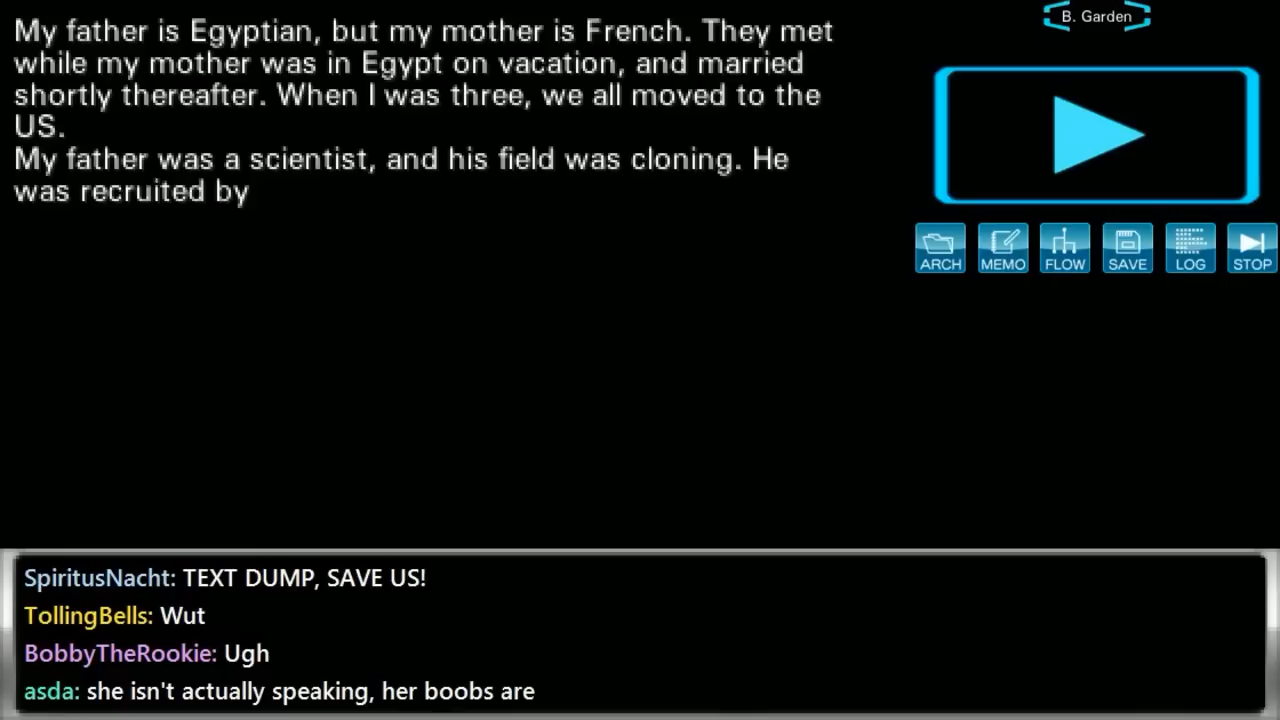 My father is Egyptian, but my mother is French. They met
while my mother was in Egypt on vacation, and married
shortly thereafter. When I was three, we all moved to the
US.
My father was a scientist, and his field was cloning. He
was recruited by
B. Garden
ARCH
MEMO
FLOW
SAVE
LOG
STOP
SpiritusNacht: TEXT DUMP, SAVE US!
TollingBells: Wut
BobbyTheRookie: Ugh
asda: she isn't actually speaking, her boobs are